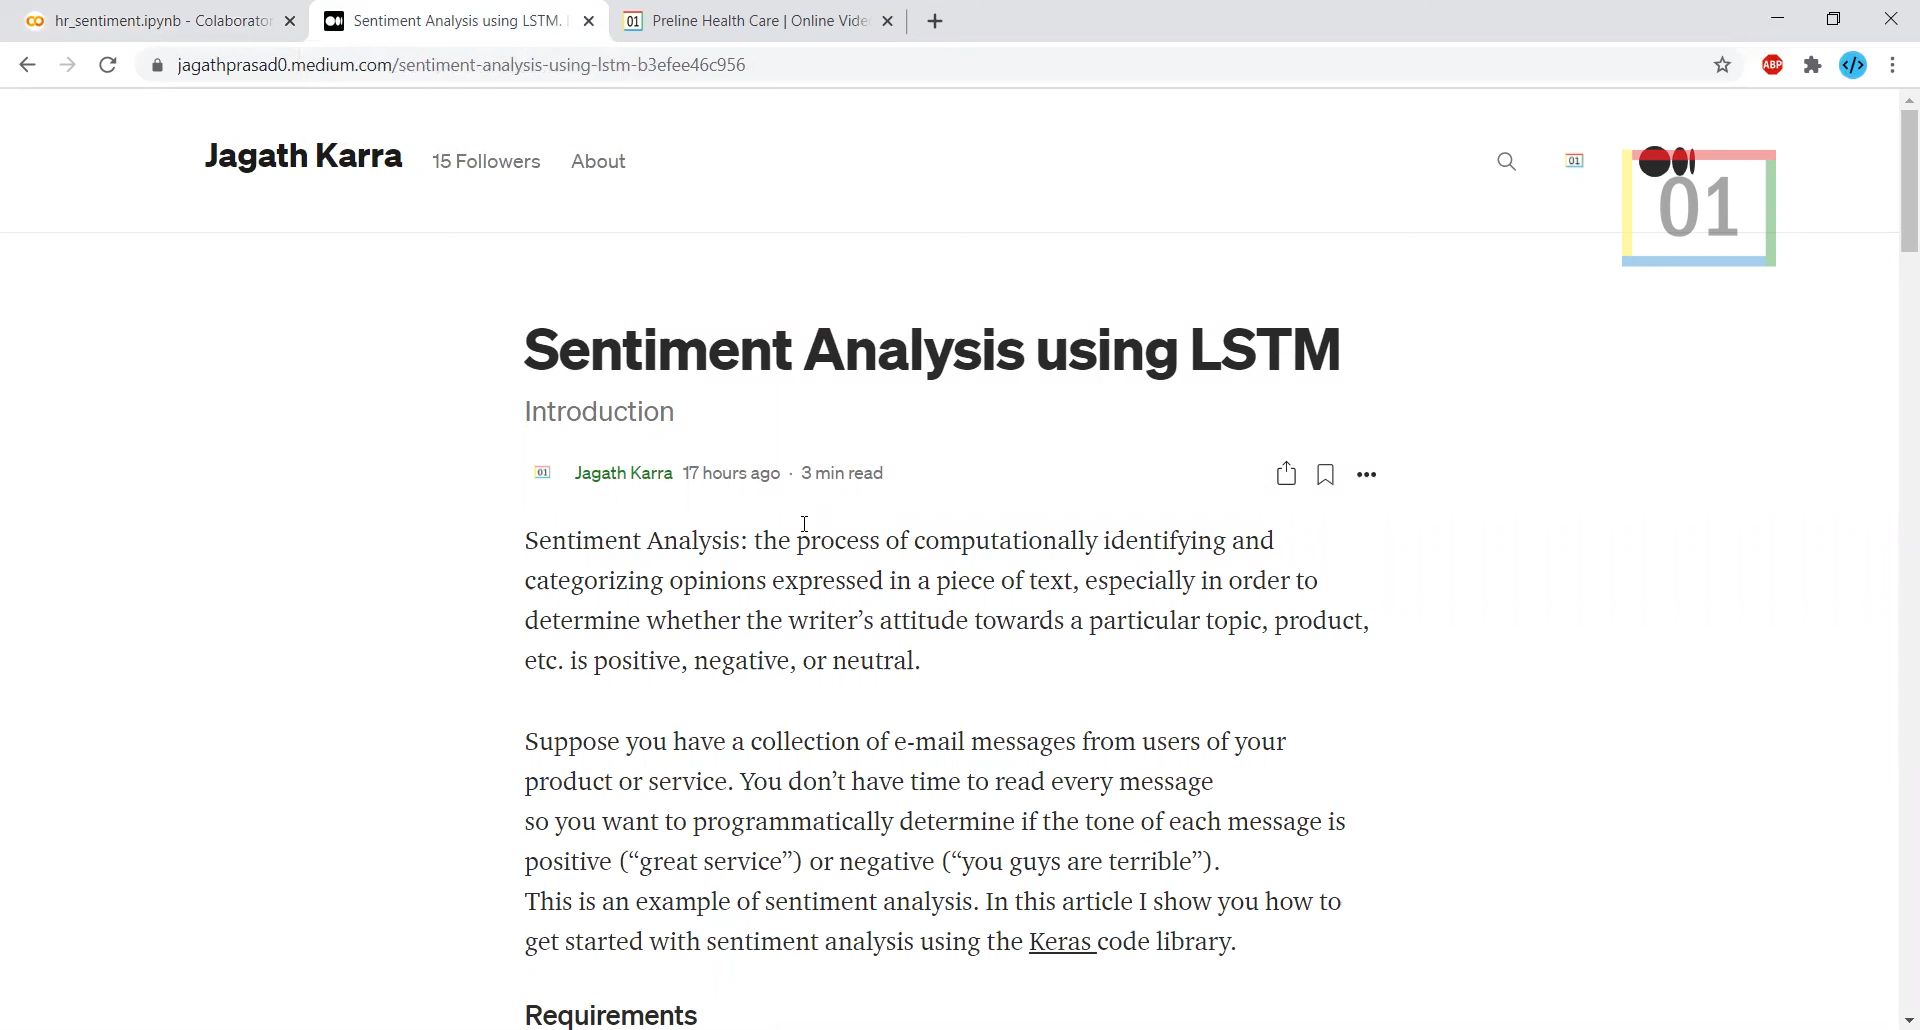 hr_sentiment.ipynb - Colaborator
Sentiment Analysis using LSTM.
01 Preline Health Care | Online Vide
jagathprasad0.medium.com/sentiment-analysis-using-lstm-b3efee46c956
ABP
</>
Jagath Karra
15 Followers
About
01
01
Sentiment Analysis using LSTM
Introduction
01
Jagath Karra 17 hours ago · 3 min read
Sentiment Analysis: the process of computationally identifying and
categorizing opinions expressed in a piece of text, especially in order to
determine whether the writer’s attitude towards a particular topic, product,
etc. is positive, negative, or neutral.
Suppose you have a collection of e-mail messages from users of your
product or service. You don’t have time to read every message
so you want to programmatically determine if the tone of each message is
positive (“great service”) or negative (“you guys are terrible”).
This is an example of sentiment analysis. In this article I show you how to
get started with sentiment analysis using the Keras code library.
Requirements